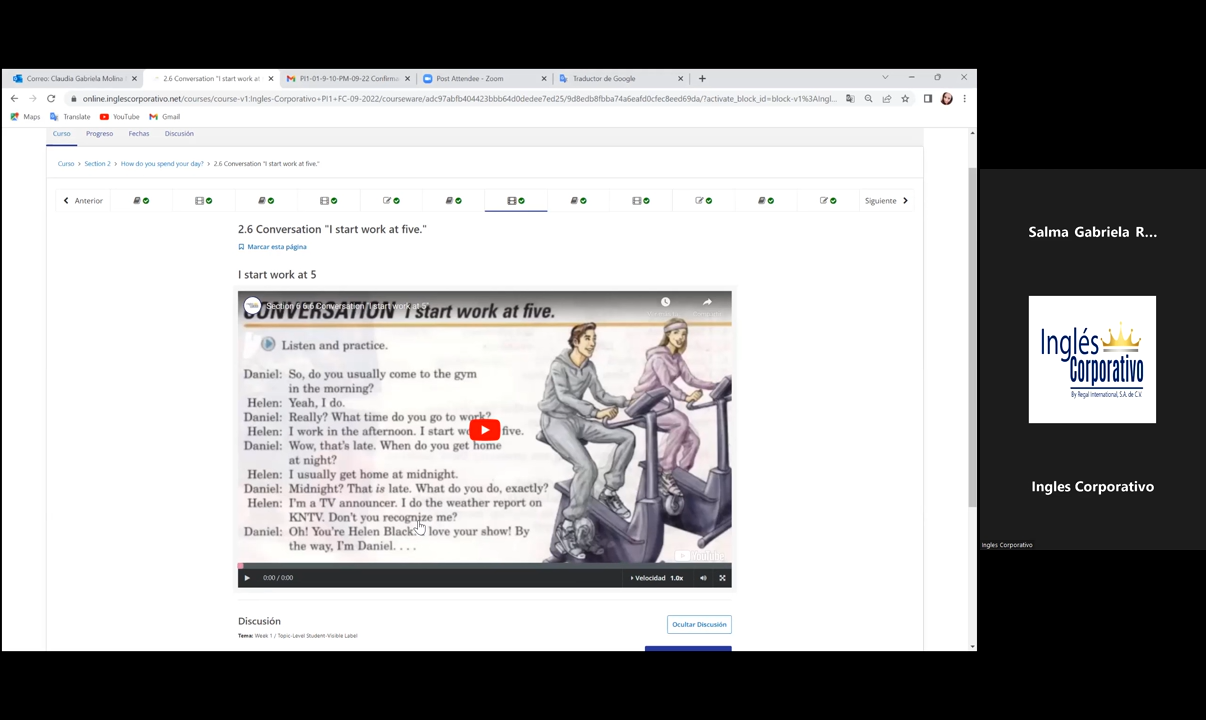 Correo: Claudia Gabriela Molina
2.6 Conversation "I start work at
PI1-01-9-10-PM-09-22 Confirma
Post Attendee - Zoom
Traductor de Google
online.inglescorporativo.net/courses/course-v1:Ingles-Corporativo+PI1+FC-09-2022/courseware/adc97abfb404423bbb64d0dedee7ed25/9d8edb8fbba74a6eafd0cfec8eed69da/?activate_block_id=block-v1%3AIngl...
Maps
Translate
YouTube
Gmail
Curso
Progreso
Fechas
Discusión
Curso > Section 2 > How do you spend your day? > 2.6 Conversation "I start work at five."
Anterior
Siguiente
2.6 Conversation "I start work at five."
Marcar esta página
I start work at 5
CONVERSATION I start work at five.
Listen and practice.
Daniel: So, do you usually come to the gym
in the morning?
Helen: Yeah, I do.
Daniel: Really? What time do you go to work?
Helen: I work in the afternoon. I start five.
Daniel: Wow, that's late. When do you get home
at night?
Helen: I usually get home at midnight.
Daniel: Midnight? That is late. What do you do, exactly?
Helen: I'm a TV announcer. I do the weather report on
KNTV. Don't you recognize me?
Daniel: Oh! You're Helen Black love your show! By
the way, I'm Daniel. . . .
YouTube
0:00 / 0:00
Velocidad 1.0x
Discusión
Ocultar Discusión
Tema: Week 1 / Topic-Level Student-Visible Label
Salma Gabriela R...
Inglés
Corporativo
By Regal International, S.A. de C.V.
Ingles Corporativo
Ingles Corporativo